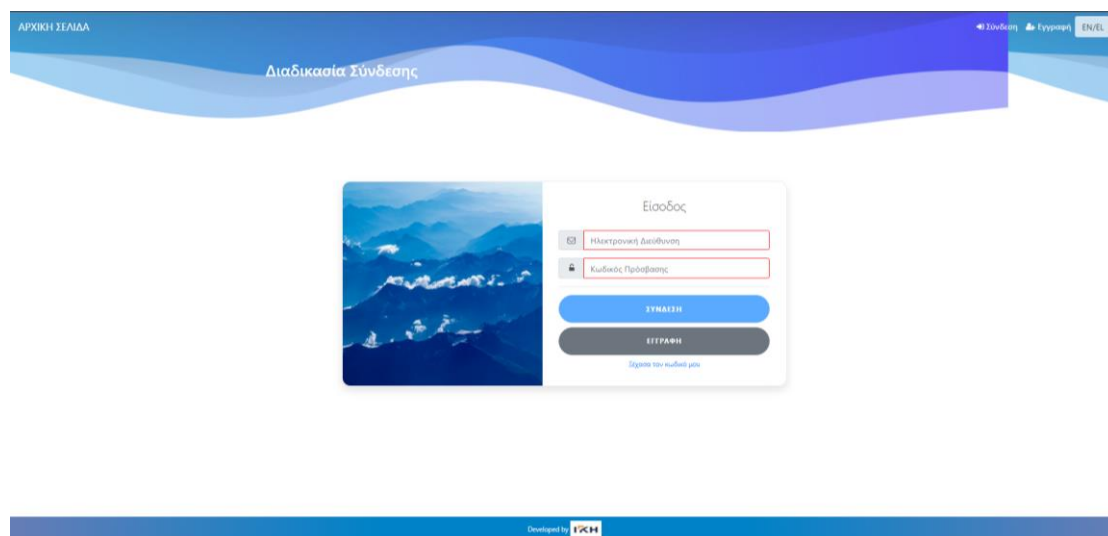 ΑΡΧΙΚΗ ΣΕΛΙΔΑ
Σύνδεση Εγγραφή EN/EL
Διαδικασία Σύνδεσης
Είσοδος
Ηλεκτρονική Διεύθυνση
Κωδικός Πρόσβασης
ΣΥΝΔΕΣΗ
ΕΓΓΡΑΦΗ
Ξέχασα τον κωδικό μου
Developed by